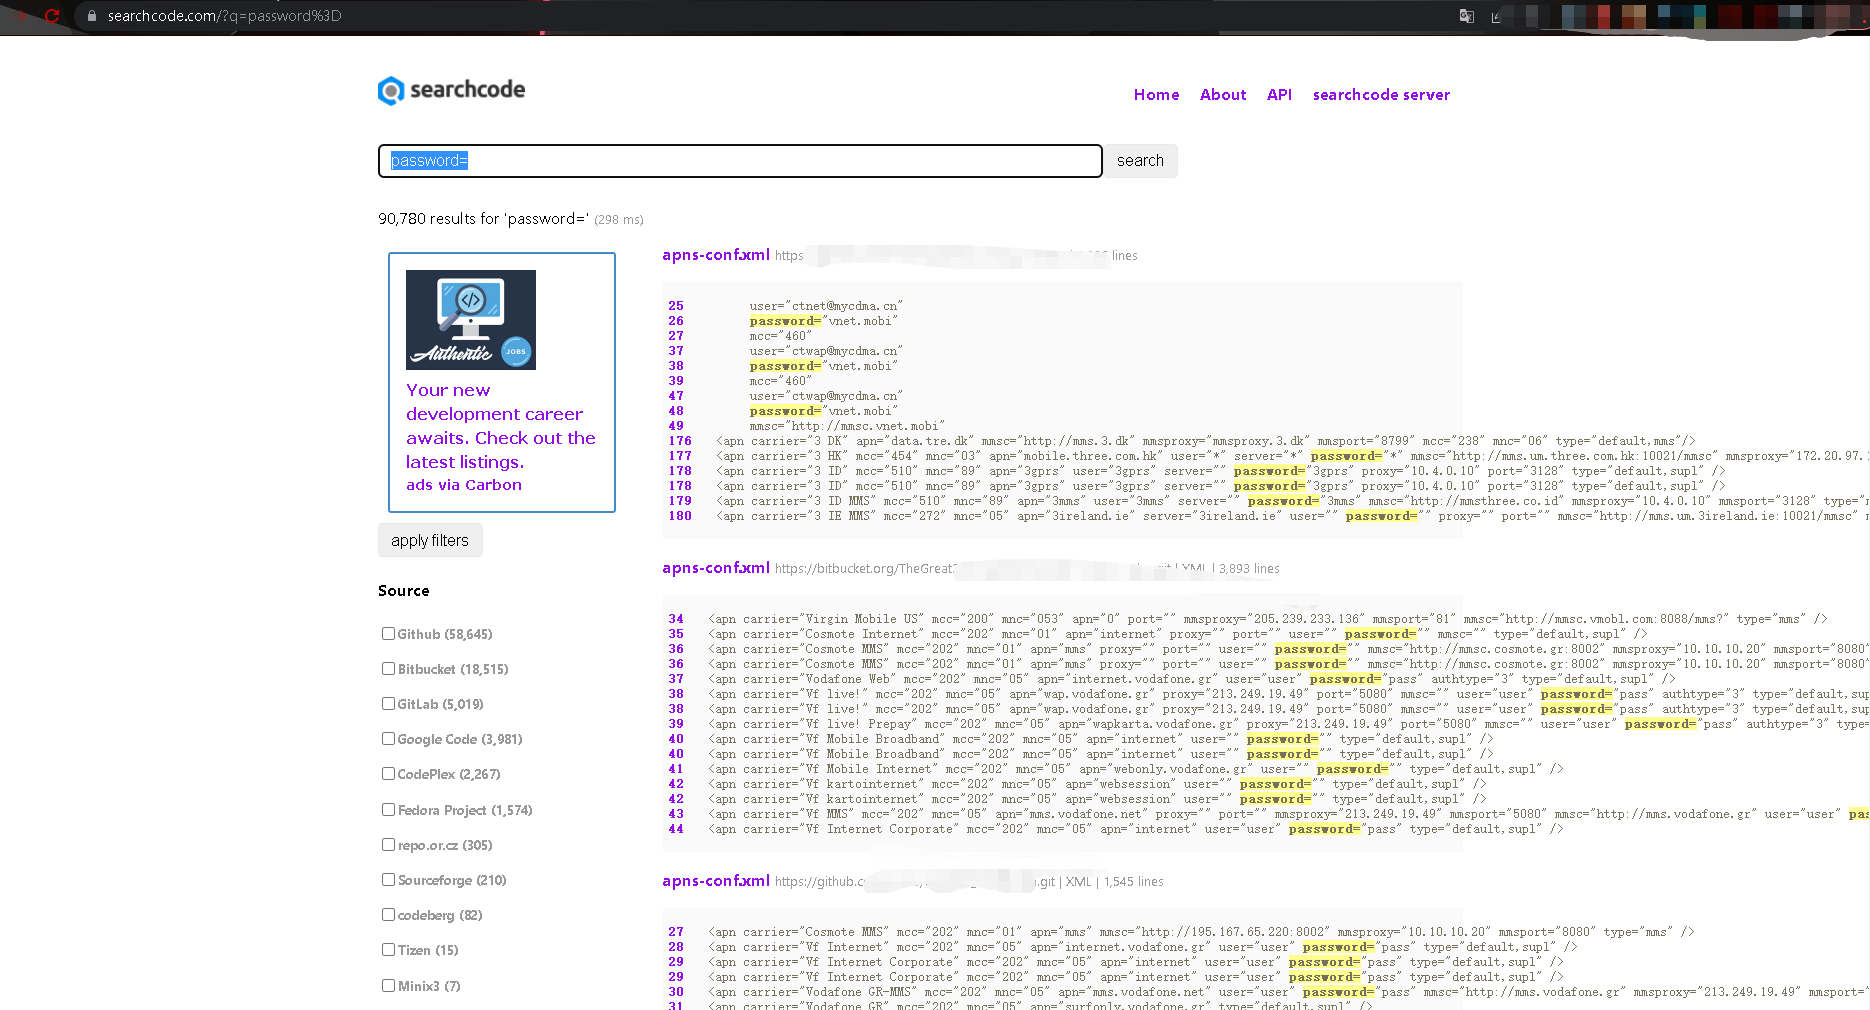 searchcode.com/?q=password%3D
searchcode
Home About API searchcode server
password=
search
90,780 results for 'password=' (298 ms)
Authentic JOBS
Your new
development career
awaits. Check out the
latest listings.
ads via Carbon
apply filters
Source
Github (58,645)
Bitbucket (18,515)
GitLab (5,019)
Google Code (3,981)
CodePlex (2,267)
Fedora Project (1,574)
repo.or.cz (305)
Sourceforge (210)
codeberg (82)
Tizen (15)
Minix3 (7)
apns-conf.xml https lines
25 user="ctnet@mycdma.cn"
26 password="vnet.mobi"
27 mcc="460"
37 user="ctwap@mycdma.cn"
38 password="vnet.mobi"
39 mcc="460"
47 user="ctwap@mycdma.cn"
48 password="vnet.mobi"
49 mmsc="http://mmsc.vnet.mobi"
176 <apn carrier="3 DK" apn="data.tre.dk" mmsc="http://mms.3.dk" mmsproxy="mmsproxy.3.dk" mmsport="8799" mcc="238" mnc="06" type="default,mms"/>
177 <apn carrier="3 HK" mcc="454" mnc="03" apn="mobile.three.com.hk" user="*" server="*" password="*" mmsc="http://mms.um.three.com.hk:10021/mmsc" mmsproxy="172.20.97.
178 <apn carrier="3 ID" mcc="510" mnc="89" apn="3gprs" user="3gprs" server="" password="3gprs" proxy="10.4.0.10" port="3128" type="default,supl" />
178 <apn carrier="3 ID" mcc="510" mnc="89" apn="3gprs" user="3gprs" server="" password="3gprs" proxy="10.4.0.10" port="3128" type="default,supl" />
179 <apn carrier="3 ID MMS" mcc="510" mnc="89" apn="3mms" user="3mms" server="" password="3mms" mmsc="http://mmsthree.co.id" mmsproxy="10.4.0.10" mmsport="3128" type="
180 <apn carrier="3 IE MMS" mcc="272" mnc="05" apn="3ireland.ie" server="3ireland.ie" user="" password="" proxy="" port="" mmsc="http://mms.um.3ireland.ie:10021/mmsc"
apns-conf.xml https://bitbucket.org/TheGreat .git | XML | 3,893 lines
34 <apn carrier="Virgin Mobile US" mcc="200" mnc="053" apn="0" port="" mmsproxy="205.239.233.136" mmsport="81" mmsc="http://mmsc.vmobl.com:8088/mms?" type="mms" />
35 <apn carrier="Cosmote Internet" mcc="202" mnc="01" apn="internet" proxy="" port="" user="" password="" mmsc="" type="default,supl" />
36 <apn carrier="Cosmote MMS" mcc="202" mnc="01" apn="mms" proxy="" port="" user="" password="" mmsc="http://mmsc.cosmote.gr:8002" mmsproxy="10.10.10.20" mmsport="8080"
36 <apn carrier="Cosmote MMS" mcc="202" mnc="01" apn="mms" proxy="" port="" user="" password="" mmsc="http://mmsc.cosmote.gr:8002" mmsproxy="10.10.10.20" mmsport="8080"
37 <apn carrier="Vodafone Web" mcc="202" mnc="05" apn="internet.vodafone.gr" user="user" password="pass" authtype="3" type="default,supl" />
38 <apn carrier="Vf live!" mcc="202" mnc="05" apn="wap.vodafone.gr" proxy="213.249.19.49" port="5080" mmsc="" user="user" password="pass" authtype="3" type="default,sup
38 <apn carrier="Vf live!" mcc="202" mnc="05" apn="wap.vodafone.gr" proxy="213.249.19.49" port="5080" mmsc="" user="user" password="pass" authtype="3" type="default,sup
39 <apn carrier="Vf live! Prepay" mcc="202" mnc="05" apn="wapkarta.vodafone.gr" proxy="213.249.19.49" port="5080" mmsc="" user="user" password="pass" authtype="3" type=
40 <apn carrier="Vf Mobile Broadband" mcc="202" mnc="05" apn="internet" user="" password="" type="default,supl" />
40 <apn carrier="Vf Mobile Broadband" mcc="202" mnc="05" apn="internet" user="" password="" type="default,supl" />
41 <apn carrier="Vf Mobile Internet" mcc="202" mnc="05" apn="webonly.vodafone.gr" user="" password="" type="default,supl" />
42 <apn carrier="Vf kartointernet" mcc="202" mnc="05" apn="websession" user="" password="" type="default,supl" />
42 <apn carrier="Vf kartointernet" mcc="202" mnc="05" apn="websession" user="" password="" type="default,supl" />
43 <apn carrier="Vf MMS" mcc="202" mnc="05" apn="mms.vodafone.net" proxy="" port="" mmsproxy="213.249.19.49" mmsport="5080" mmsc="http://mms.vodafone.gr" user="user" pas
44 <apn carrier="Vf Internet Corporate" mcc="202" mnc="05" apn="internet" user="user" password="pass" type="default,supl" />
apns-conf.xml https://github.c .git | XML | 1,545 lines
27 <apn carrier="Cosmote MMS" mcc="202" mnc="01" apn="mms" mmsc="http://195.167.65.220:8002" mmsproxy="10.10.10.20" mmsport="8080" type="mms" />
28 <apn carrier="Vf Internet" mcc="202" mnc="05" apn="internet.vodafone.gr" user="user" password="pass" type="default,supl" />
29 <apn carrier="Vf Internet Corporate" mcc="202" mnc="05" apn="internet" user="user" password="pass" type="default,supl" />
29 <apn carrier="Vf Internet Corporate" mcc="202" mnc="05" apn="internet" user="user" password="pass" type="default,supl" />
30 <apn carrier="Vodafone GR-MMS" mcc="202" mnc="05" apn="mms.vodafone.net" user="user" password="pass" mmsc="http://mms.vodafone.gr" mmsproxy="213.249.19.49" mmsport="
31 <apn carrier="Vodafone GR" mcc="202" mnc="05" apn="surfonly.vodafone.gr" type="default,supl" />